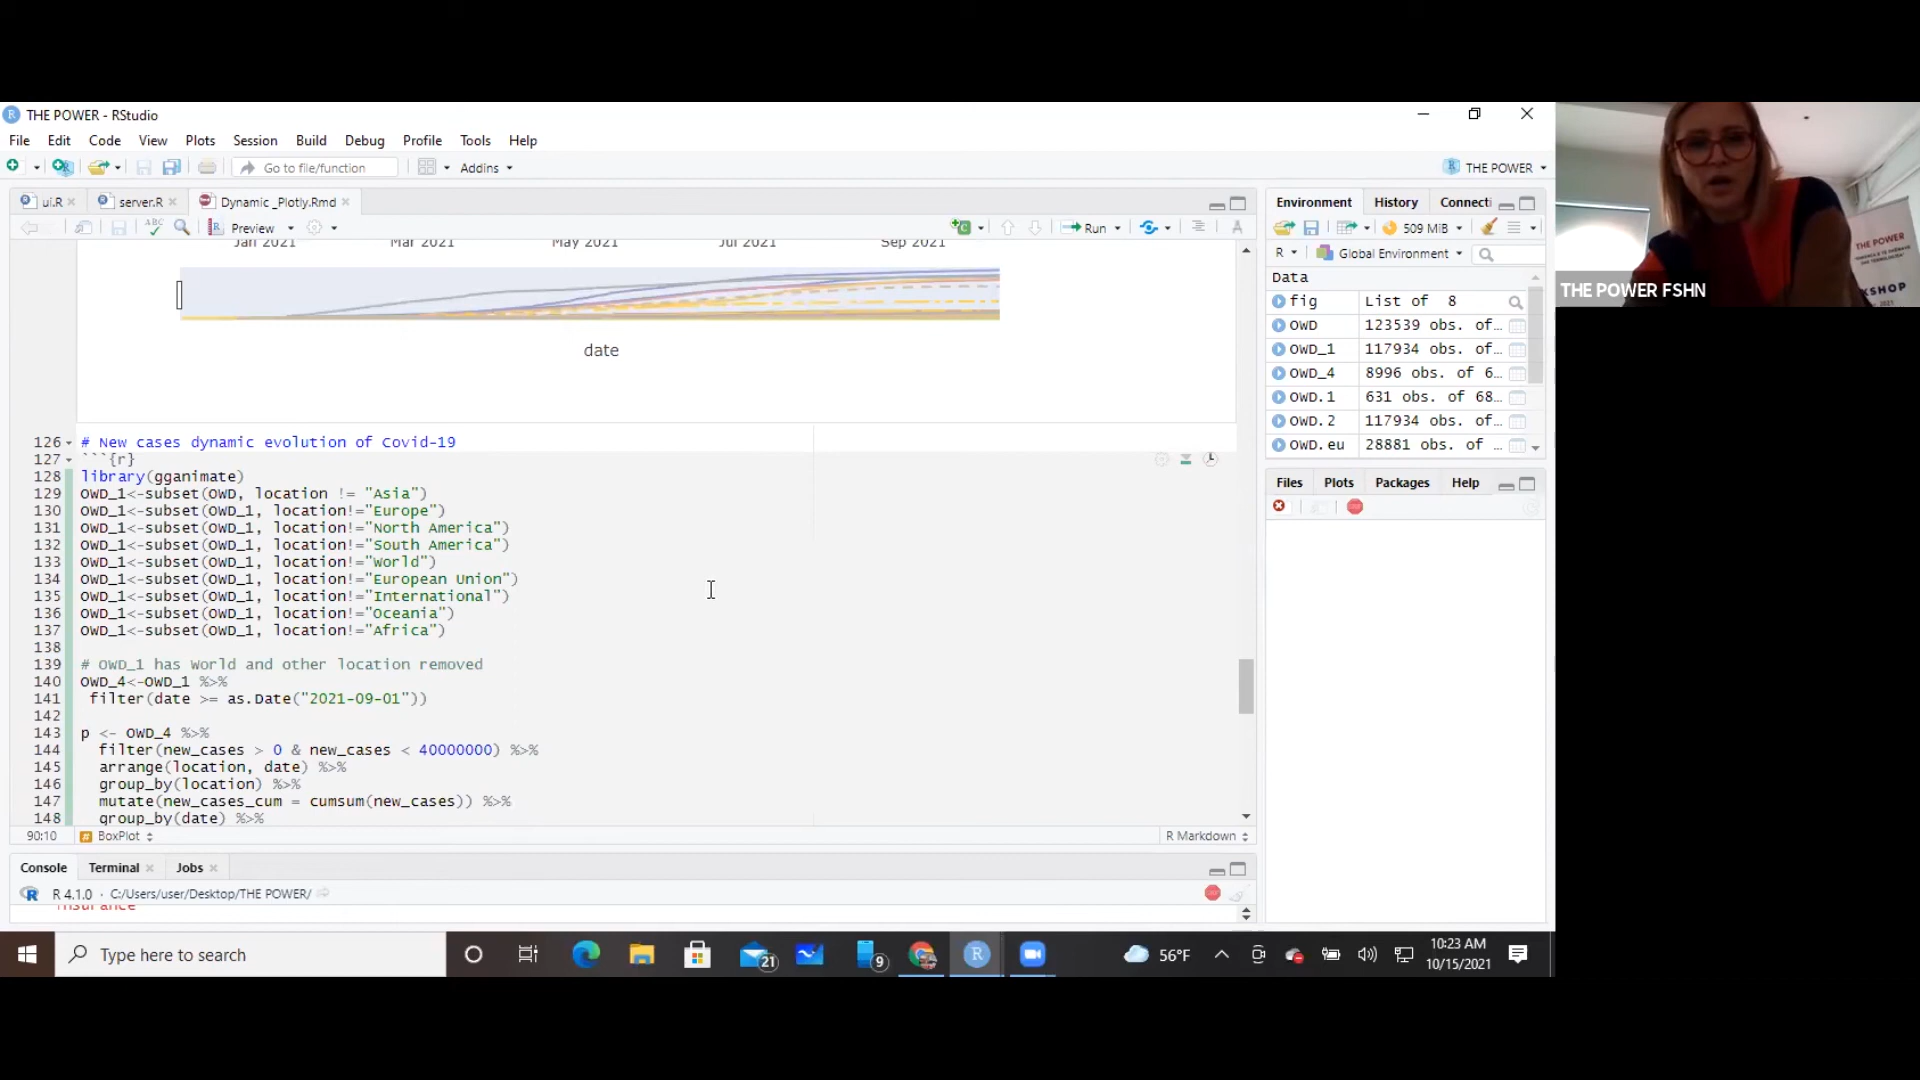 THE POWER - RStudio
File Edit Code View Plots Session Build Debug Profile Tools Help
Go to file/function Addins THE POWER
ui.R server.R Dynamic _Plotly.Rmd
ABC Preview Run
Jan 2021 Mar 2021 May 2021 Jul 2021 Sep 2021
date
126 # New cases dynamic evolution of Covid-19
127 ```{r}
128 library(gganimate)
129 OWD_1<-subset(OWD, location != "Asia")
130 OWD_1<-subset(OWD_1, location!="Europe")
131 OWD_1<-subset(OWD_1, location!="North America")
132 OWD_1<-subset(OWD_1, location!="South America")
133 OWD_1<-subset(OWD_1, location!="World")
134 OWD_1<-subset(OWD_1, location!="European Union")
135 OWD_1<-subset(OWD_1, location!="International")
136 OWD_1<-subset(OWD_1, location!="Oceania")
137 OWD_1<-subset(OWD_1, location!="Africa")
138
139 # OWD_1 has World and other location removed
140 OWD_4<-OWD_1 %>%
141 filter(date >= as.Date("2021-09-01"))
142
143 p <- OWD_4 %>%
144 filter(new_cases > 0 & new_cases < 40000000) %>%
145 arrange(location, date) %>%
146 group_by(location) %>%
147 mutate(new_cases_cum = cumsum(new_cases)) %>%
148 group_by(date) %>%
90:10 BoxPlot R Markdown
Console Terminal Jobs
R 4.1.0 · C:/Users/user/Desktop/THE POWER/
insurance
Environment History Connecti
509 MiB
R Global Environment
Data
fig List of 8
OWD 123539 obs. of…
OWD_1 117934 obs. of…
OWD_4 8996 obs. of 6…
OWD.1 631 obs. of 68…
OWD.2 117934 obs. of…
OWD.eu 28881 obs. of …
Files Plots Packages Help
THE POWER
KSHOP
2021
THE POWER FSHN
Type here to search
21
9
56°F
10:23 AM
10/15/2021